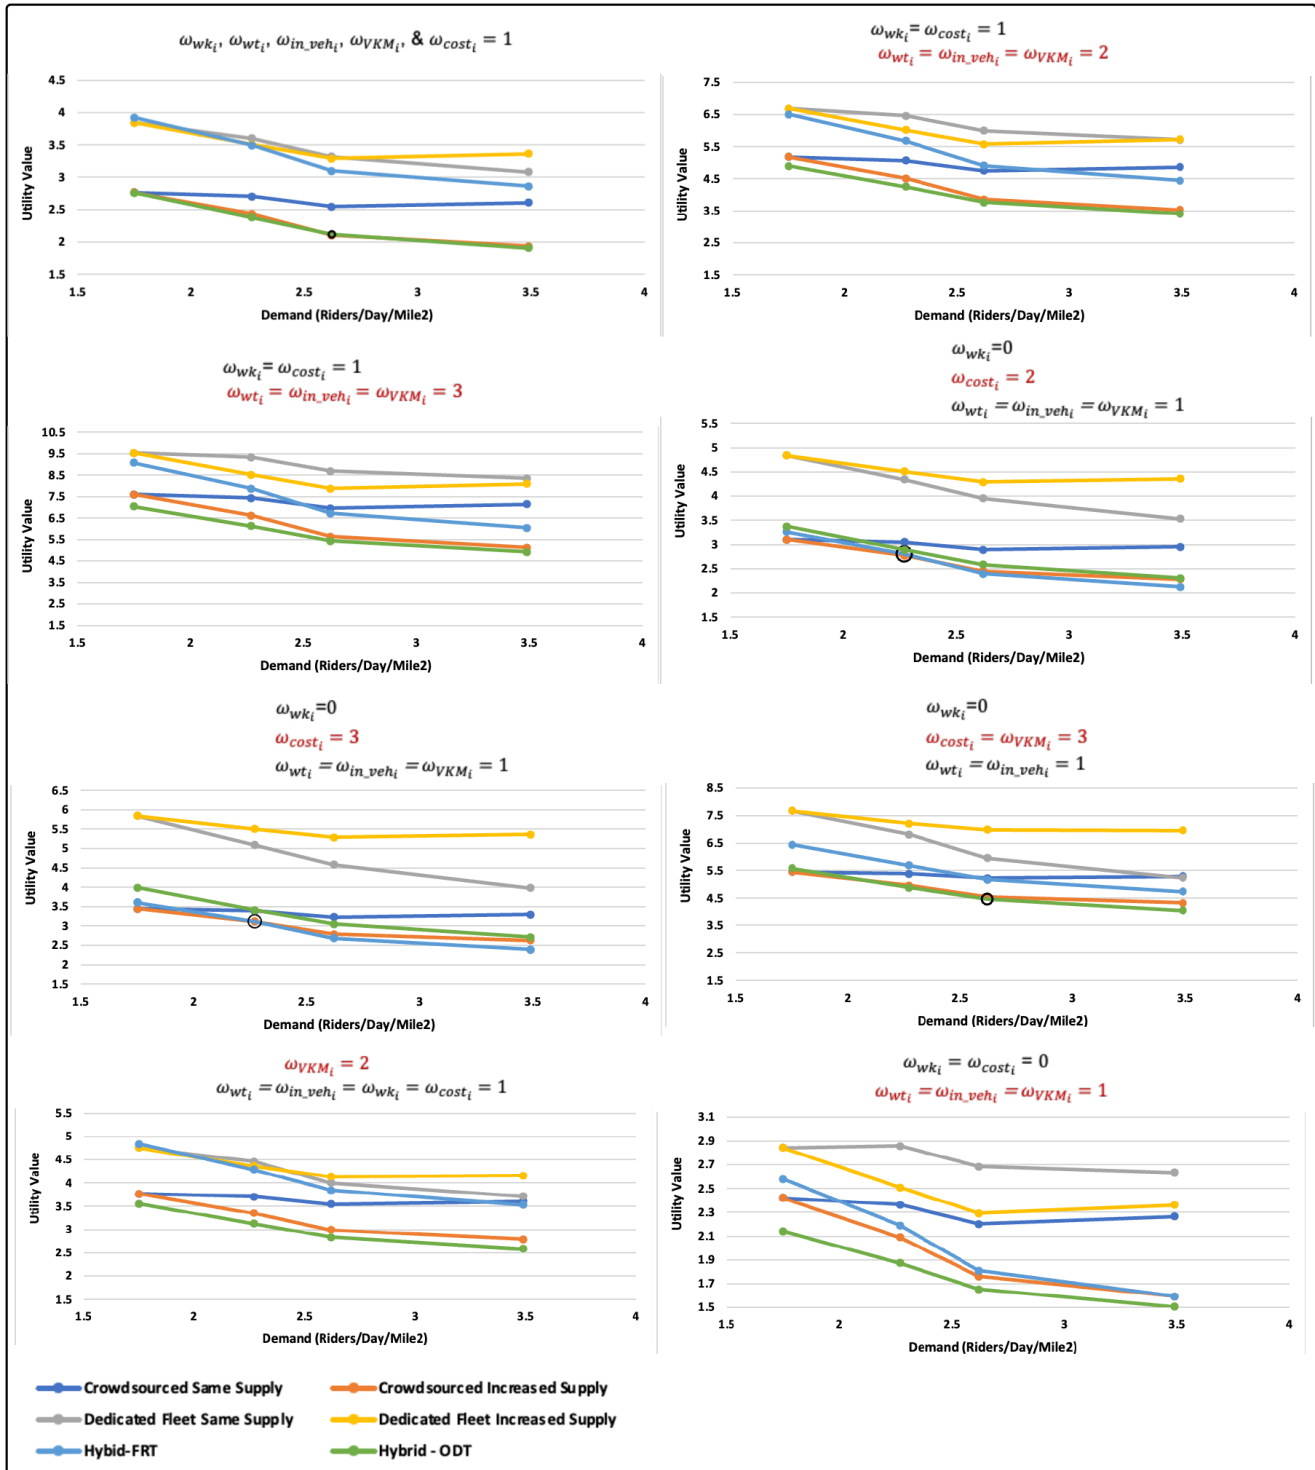 ω_wk_i, ω_wt_i, ω_in_veh_i, ω_VKM_i, & ω_cost_i = 1
4.5
4
3.5
3
2.5
2
1.5
Utility Value
1.5 2 2.5 3 3.5 4
Demand (Riders/Day/Mile2)
ω_wk_i= ω_cost_i = 1
ω_wt_i = ω_in_veh_i = ω_VKM_i = 2
7.5
6.5
5.5
4.5
3.5
2.5
1.5
Utility Value
1.5 2 2.5 3 3.5 4
Demand (Riders/Day/Mile2)
ω_wk_i= ω_cost_i = 1
ω_wt_i = ω_in_veh_i = ω_VKM_i = 3
10.5
9.5
8.5
7.5
6.5
5.5
4.5
3.5
2.5
1.5
Utility Value
1.5 2 2.5 3 3.5 4
Demand (Riders/Day/Mile2)
ω_wk_i=0
ω_cost_i = 2
ω_wt_i = ω_in_veh_i = ω_VKM_i = 1
5.5
5
4.5
4
3.5
3
2.5
2
1.5
Utility Value
1.5 2 2.5 3 3.5 4
Demand (Riders/Day/Mile2)
ω_wk_i=0
ω_cost_i = 3
ω_wt_i = ω_in_veh_i = ω_VKM_i = 1
6.5
6
5.5
5
4.5
4
3.5
3
2.5
2
1.5
Utility Value
1.5 2 2.5 3 3.5 4
Demand (Riders/Day/Mile2)
ω_wk_i=0
ω_cost_i = ω_VKM_i = 3
ω_wt_i = ω_in_veh_i = 1
8.5
7.5
6.5
5.5
4.5
3.5
2.5
1.5
Utility Value
1.5 2 2.5 3 3.5 4
Demand (Riders/Day/Mile2)
ω_VKM_i = 2
ω_wt_i = ω_in_veh_i = ω_wk_i = ω_cost_i = 1
5.5
5
4.5
4
3.5
3
2.5
2
1.5
Utility Value
1.5 2 2.5 3 3.5 4
Demand (Riders/Day/Mile2)
ω_wk_i = ω_cost_i = 0
ω_wt_i = ω_in_veh_i = ω_VKM_i = 1
3.1
2.9
2.7
2.5
2.3
2.1
1.9
1.7
1.5
Utility Value
1.5 2 2.5 3 3.5 4
Demand (Riders/Day/Mile2)
Crowdsourced Same Supply
Crowdsourced Increased Supply
Dedicated Fleet Same Supply
Dedicated Fleet Increased Supply
Hybid-FRT
Hybrid - ODT